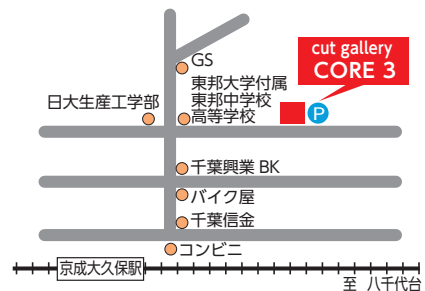 cut gallery
CORE 3
GS
東邦大学付属
東邦中学校
高等学校
日大生産工学部
P
千葉興業 BK
バイク屋
千葉信金
コンビニ
京成大久保駅
至 八千代台